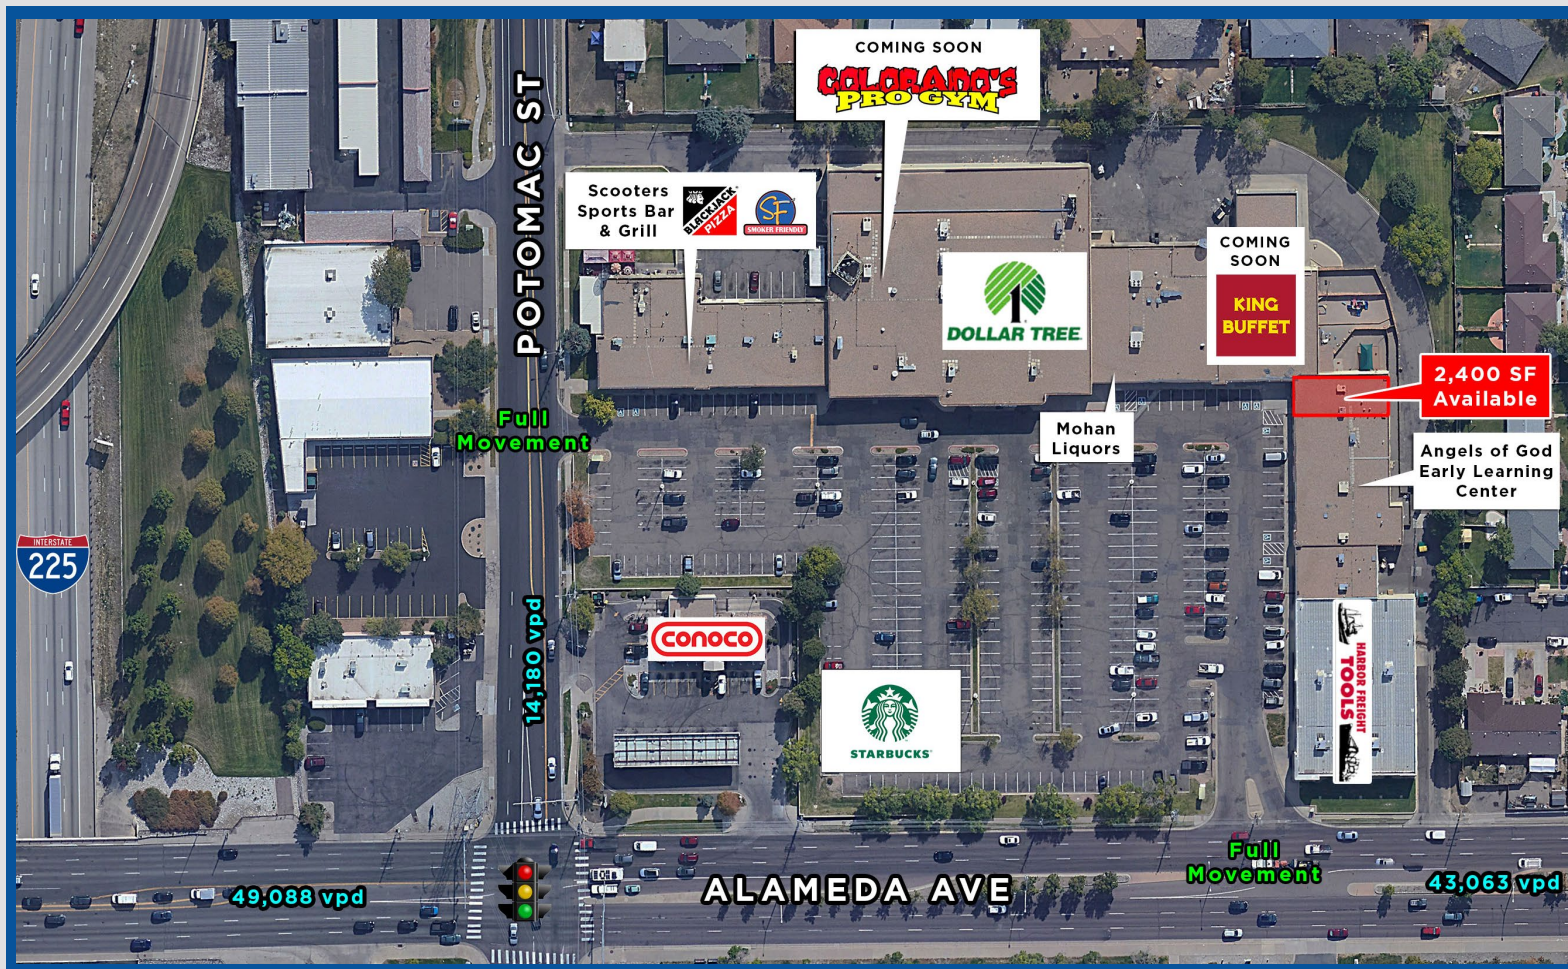 COMING SOON
COLORADO'S
PRO GYM
POTOMAC ST
Scooters
Sports Bar
& Grill
BLACKJACK
PIZZA
SF
SMOKER FRIENDLY
COMING
SOON
KING
BUFFET
1
DOLLAR TREE
2,400 SF
Available
Full
Movement
Mohan
Liquors
Angels of God
Early Learning
Center
INTERSTATE
225
14,180 vpd
CONOCO
STARBUCKS
HARBOR FREIGHT
TOOLS
Full
Movement
49,088 vpd
ALAMEDA AVE
43,063 vpd